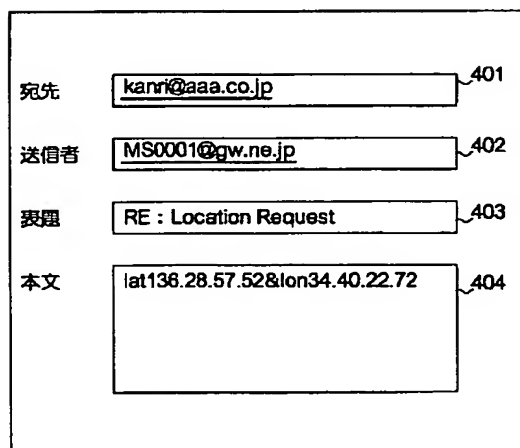 宛先 kanri@aaa.co.jp 401
送信者 MS0001@gw.ne.jp 402
表題 RE : Location Request 403
本文 lat136.28.57.52&lon34.40.22.72 404